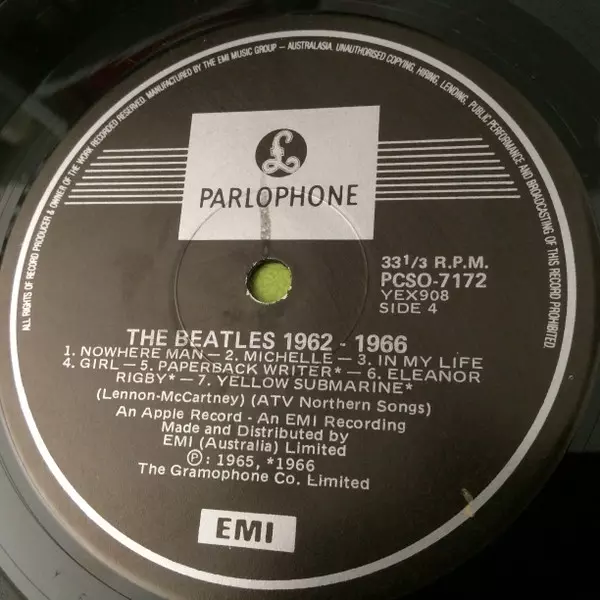 ALL RIGHTS OF RECORD PRODUCER & OWNER OF THE WORK RECORDED RESERVED. MANUFACTURED BY THE EMI MUSIC GROUP – AUSTRALASIA. UNAUTHORISED COPYING, HIRING, LENDING, PUBLIC PERFORMANCE AND BROADCASTING OF THIS RECORD PROHIBITED.
£
PARLOPHONE
33 1/3 R.P.M.
PCSO-7172
YEX908
SIDE 4
THE BEATLES 1962 - 1966
1. NOWHERE MAN — 2. MICHELLE — 3. IN MY LIFE
4. GIRL — 5. PAPERBACK WRITER* — 6. ELEANOR
RIGBY* — 7. YELLOW SUBMARINE*
(Lennon-McCartney) (ATV Northern Songs)
An Apple Record - An EMI Recording
Made and Distributed by
EMI (Australia) Limited
Ⓟ: 1965, *1966
The Gramophone Co. Limited
EMI